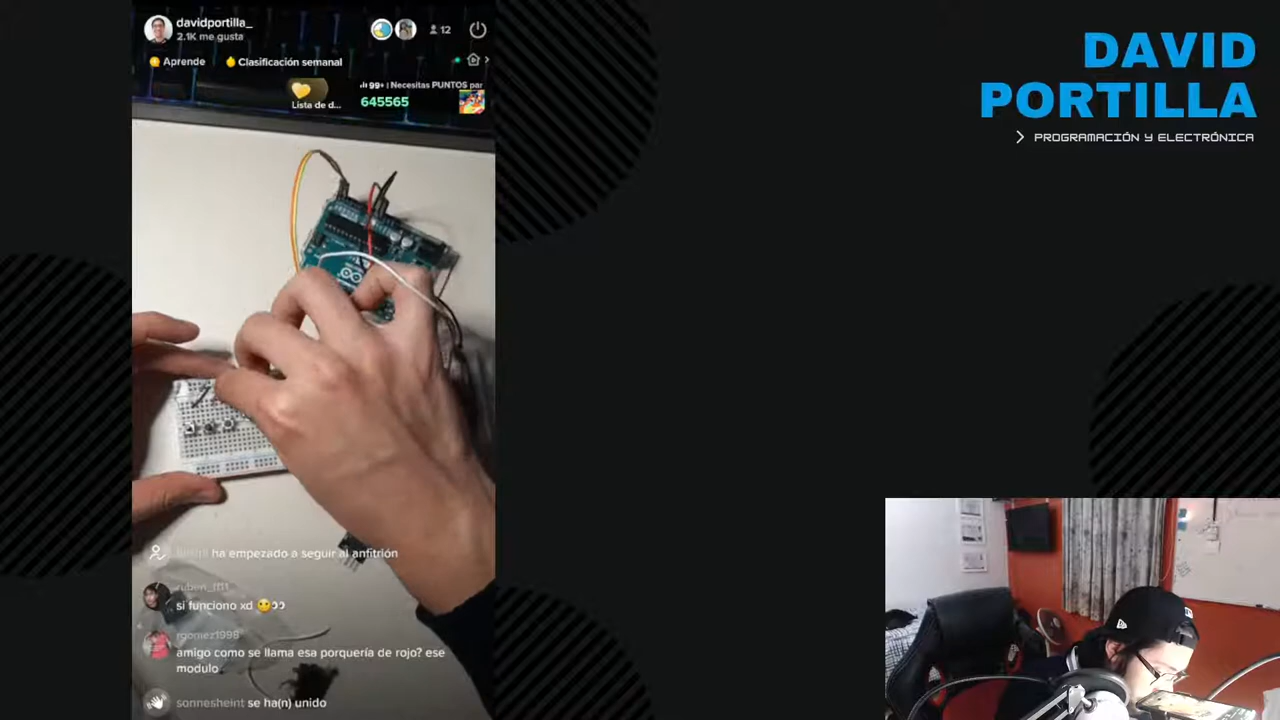 davidportilla_
2.1K me gusta
12
Aprende
Clasificación semanal
Lista de d...
99+ | Necesitas PUNTOS par
645565
DAVID
PORTILLA
PROGRAMACIÓN Y ELECTRÓNICA
ha empezado a seguir al anfitrión
ruben_ff11
si funciono xd
rgomez1998
amigo como se llama esa porquería de rojo? ese
modulo
sonnesheint se ha(n) unido